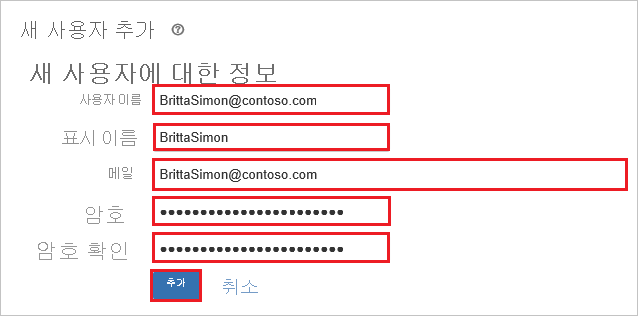 새 사용자 추가 ?
새 사용자에 대한 정보
사용자 이름 BrittaSimon@contoso.com
표시 이름 BrittaSimon
메일 BrittaSimon@contoso.com
암호 ••••••••••••••••••••••••
암호 확인 ••••••••••••••••••••••••
추가 취소